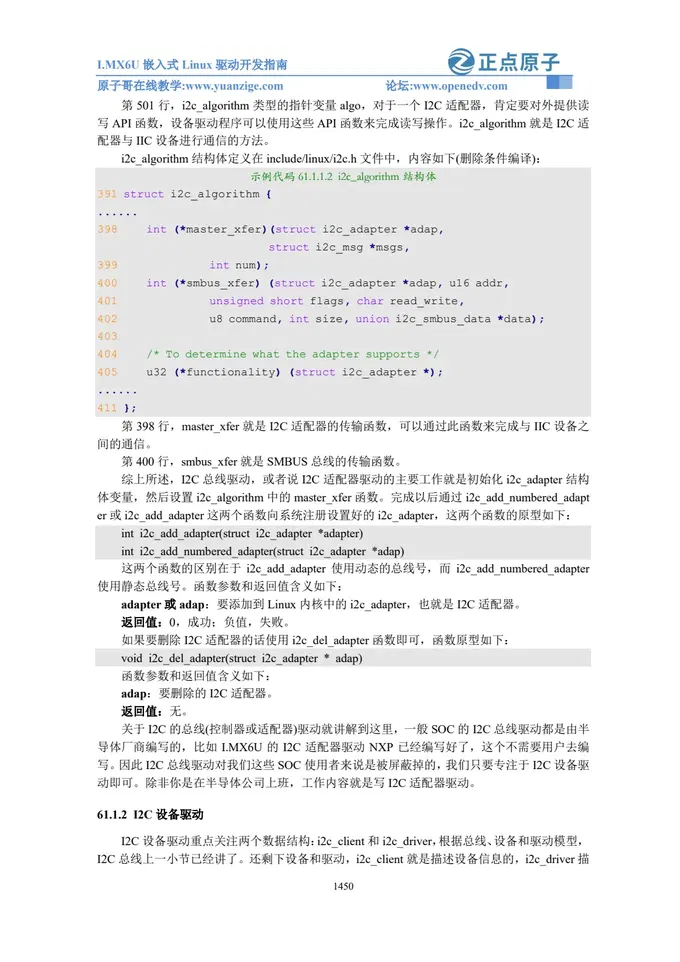 I.MX6U 嵌入式 Linux 驱动开发指南
正点原子
原子哥在线教学:www.yuanzige.com 论坛:www.openedv.com
第 501 行，i2c_algorithm 类型的指针变量 algo，对于一个 I2C 适配器，肯定要对外提供读
写 API 函数，设备驱动程序可以使用这些 API 函数来完成读写操作。i2c_algorithm 就是 I2C 适
配器与 IIC 设备进行通信的方法。
i2c_algorithm 结构体定义在 include/linux/i2c.h 文件中，内容如下(删除条件编译)：
示例代码 61.1.1.2 i2c_algorithm 结构体
391 struct i2c_algorithm {
......
398 int (*master_xfer)(struct i2c_adapter *adap,
struct i2c_msg *msgs,
399 int num);
400 int (*smbus_xfer) (struct i2c_adapter *adap, u16 addr,
401 unsigned short flags, char read_write,
402 u8 command, int size, union i2c_smbus_data *data);
403
404 /* To determine what the adapter supports */
405 u32 (*functionality) (struct i2c_adapter *);
......
411 };
第 398 行，master_xfer 就是 I2C 适配器的传输函数，可以通过此函数来完成与 IIC 设备之
间的通信。
第 400 行，smbus_xfer 就是 SMBUS 总线的传输函数。
综上所述，I2C 总线驱动，或者说 I2C 适配器驱动的主要工作就是初始化 i2c_adapter 结构
体变量，然后设置 i2c_algorithm 中的 master_xfer 函数。完成以后通过 i2c_add_numbered_adapt
er 或 i2c_add_adapter 这两个函数向系统注册设置好的 i2c_adapter，这两个函数的原型如下：
int i2c_add_adapter(struct i2c_adapter *adapter)
int i2c_add_numbered_adapter(struct i2c_adapter *adap)
这两个函数的区别在于 i2c_add_adapter 使用动态的总线号，而 i2c_add_numbered_adapter
使用静态总线号。函数参数和返回值含义如下：
adapter 或 adap：要添加到 Linux 内核中的 i2c_adapter，也就是 I2C 适配器。
返回值：0，成功；负值，失败。
如果要删除 I2C 适配器的话使用 i2c_del_adapter 函数即可，函数原型如下：
void i2c_del_adapter(struct i2c_adapter * adap)
函数参数和返回值含义如下：
adap：要删除的 I2C 适配器。
返回值：无。
关于 I2C 的总线(控制器或适配器)驱动就讲解到这里，一般 SOC 的 I2C 总线驱动都是由半
导体厂商编写的，比如 I.MX6U 的 I2C 适配器驱动 NXP 已经编写好了，这个不需要用户去编
写。因此 I2C 总线驱动对我们这些 SOC 使用者来说是被屏蔽掉的，我们只要专注于 I2C 设备驱
动即可。除非你是在半导体公司上班，工作内容就是写 I2C 适配器驱动。
61.1.2 I2C 设备驱动
I2C 设备驱动重点关注两个数据结构：i2c_client 和 i2c_driver，根据总线、设备和驱动模型，
I2C 总线上一小节已经讲了。还剩下设备和驱动，i2c_client 就是描述设备信息的，i2c_driver 描
1450